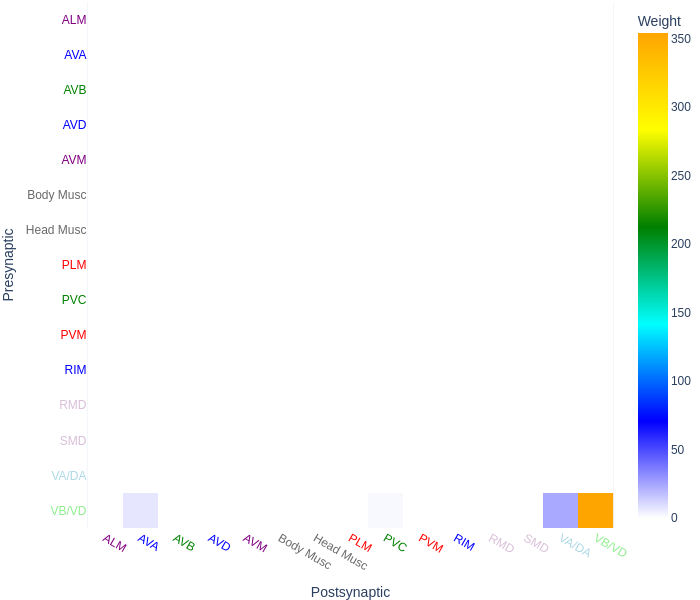 Weight
ALM
AVA
AVB
AVD
AVM
Body Musc
Head Musc
PLM
PVC
PVM
RIM
RMD
SMD
VA/DA
VB/VD
Presynaptic
350
300
250
200
150
100
50
0
ALM
AVA
AVB
AVD
AVM
Body Musc
Head Musc
PLM
PVC
PVM
RIM
RMD
SMD
VA/DA
VB/VD
Postsynaptic